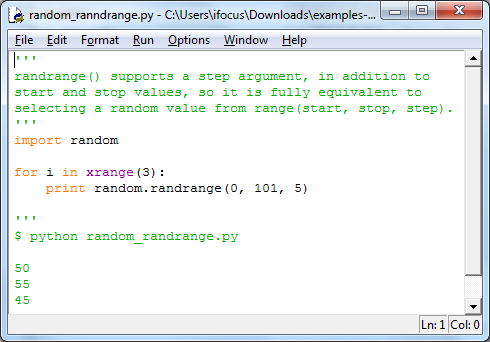 random_ranndrange.py - C:\Users\ifocus\Downloads\examples-...
File Edit Format Run Options Window Help
'''
randrange() supports a step argument, in addition to
start and stop values, so it is fully equivalent to
selecting a random value from range(start, stop, step).
'''
import random

for i in xrange(3):
    print random.randrange(0, 101, 5)

'''
$ python random_randrange.py

50
55
45
Ln: 1 Col: 0